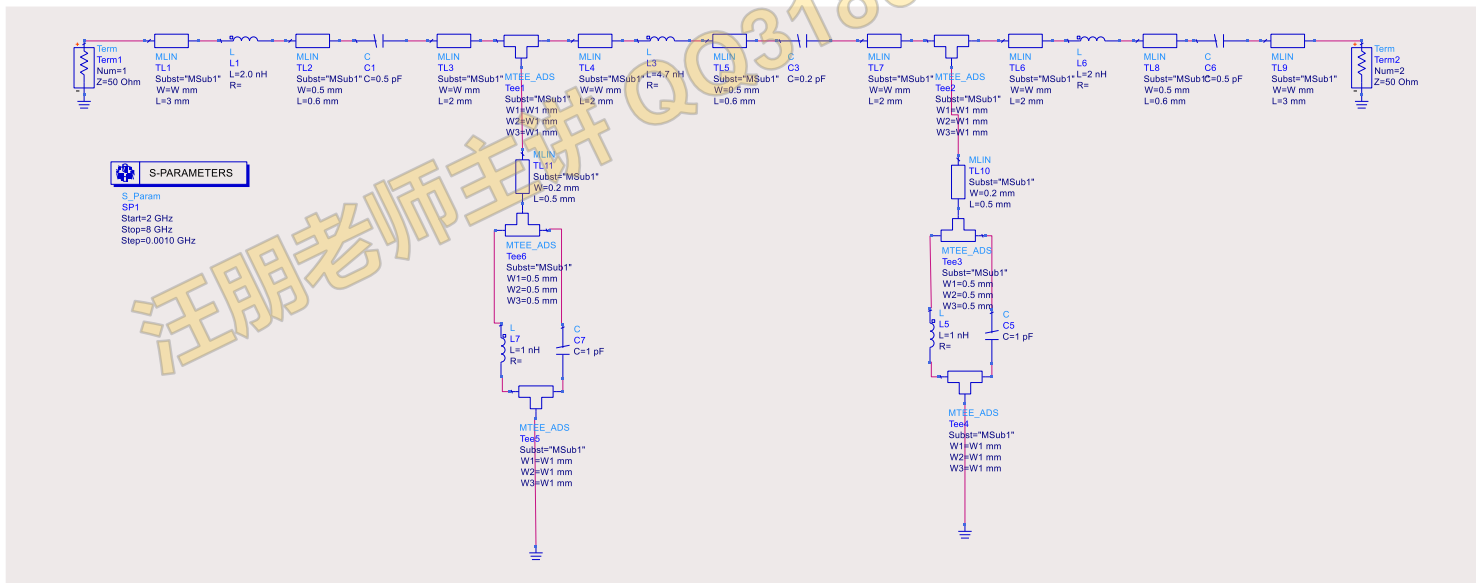 Term
Term1
Num=1
Z=50 Ohm
MLIN
TL1
Subst="MSub1"
W=W mm
L=3 mm
L
L1
L=2.0 nH
R=
MLIN
TL2
Subst="MSub1"
W=0.5 mm
L=0.6 mm
C
C1
C=0.5 pF
MLIN
TL3
Subst="MSub1"
W=W mm
L=2 mm
MTEE_ADS
Tee1
Subst="MSub1"
W1=W1 mm
W2=W1 mm
W3=W1 mm
MLIN
TL4
Subst="MSub1"
W=W mm
L=2 mm
L
L3
L=4.7 nH
R=
MLIN
TL5
Subst="MSub1"
W=0.5 mm
L=0.6 mm
C
C3
C=0.2 pF
MLIN
TL7
Subst="MSub1"
W=W mm
L=2 mm
MTEE_ADS
Tee2
Subst="MSub1"
W1=W1 mm
W2=W1 mm
W3=W1 mm
MLIN
TL6
Subst="MSub1"
W=W mm
L=2 mm
L
L6
L=2 nH
R=
MLIN
TL8
Subst="MSub1"
W=0.5 mm
L=0.6 mm
C
C6
C=0.5 pF
MLIN
TL9
Subst="MSub1"
W=W mm
L=3 mm
Term
Term2
Num=2
Z=50 Ohm
S-PARAMETERS
S_Param
SP1
Start=2 GHz
Stop=8 GHz
Step=0.0010 GHz
MLIN
TL11
Subst="MSub1"
W=0.2 mm
L=0.5 mm
MLIN
TL10
Subst="MSub1"
W=0.2 mm
L=0.5 mm
MTEE_ADS
Tee6
Subst="MSub1"
W1=0.5 mm
W2=0.5 mm
W3=0.5 mm
MTEE_ADS
Tee3
Subst="MSub1"
W1=0.5 mm
W2=0.5 mm
W3=0.5 mm
L
L7
L=1 nH
R=
C
C7
C=1 pF
L
L5
L=1 nH
R=
C
C5
C=1 pF
MTEE_ADS
Tee5
Subst="MSub1"
W1=W1 mm
W2=W1 mm
W3=W1 mm
MTEE_ADS
Tee4
Subst="MSub1"
W1=W1 mm
W2=W1 mm
W3=W1 mm
汪朋老师主讲 QQ318